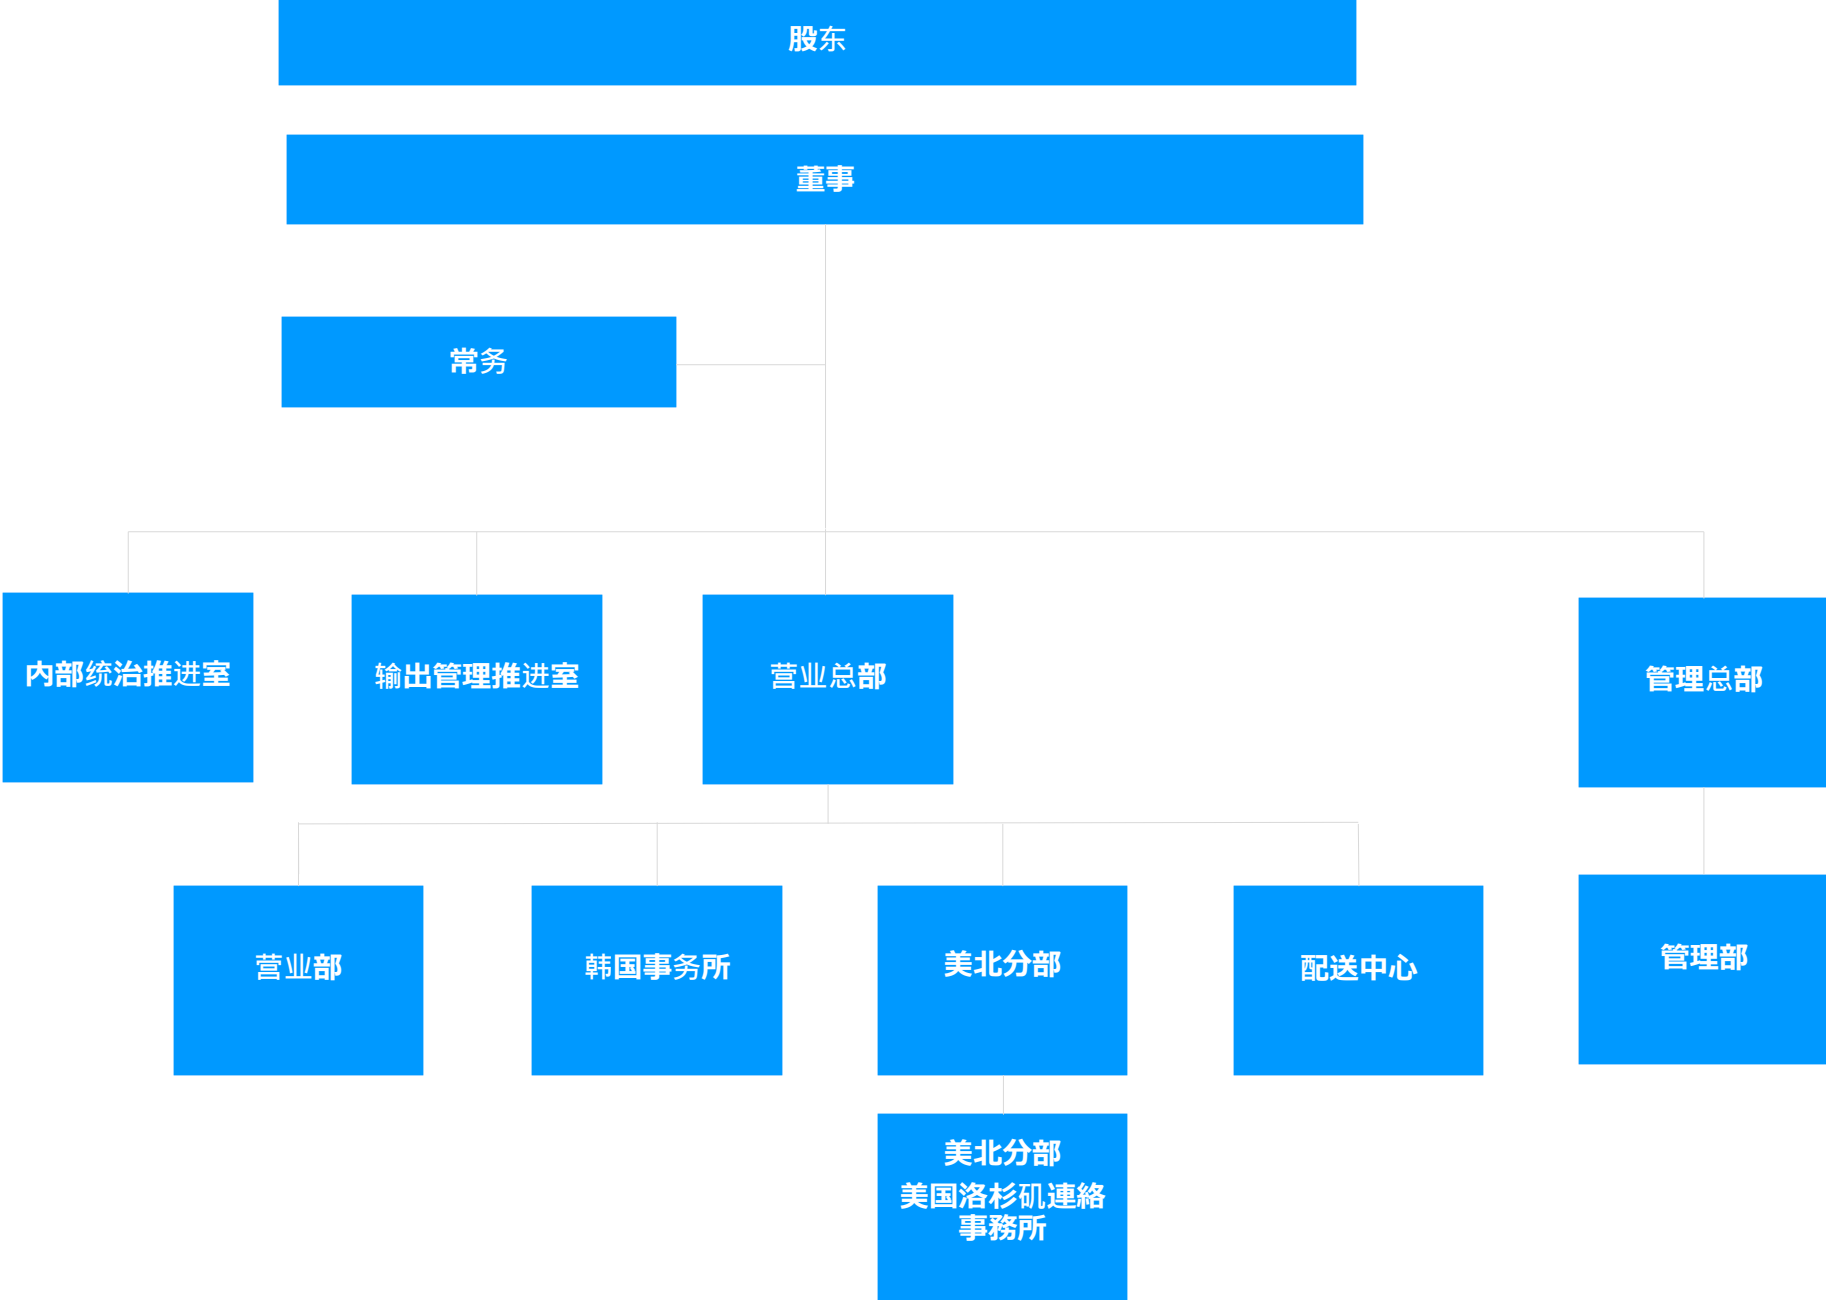 股东
董事
常务
内部统治推进室
输出管理推进室
营业总部
管理总部
营业部
韩国事务所
美北分部
配送中心
管理部
美北分部
美国洛杉矶連絡
事務所